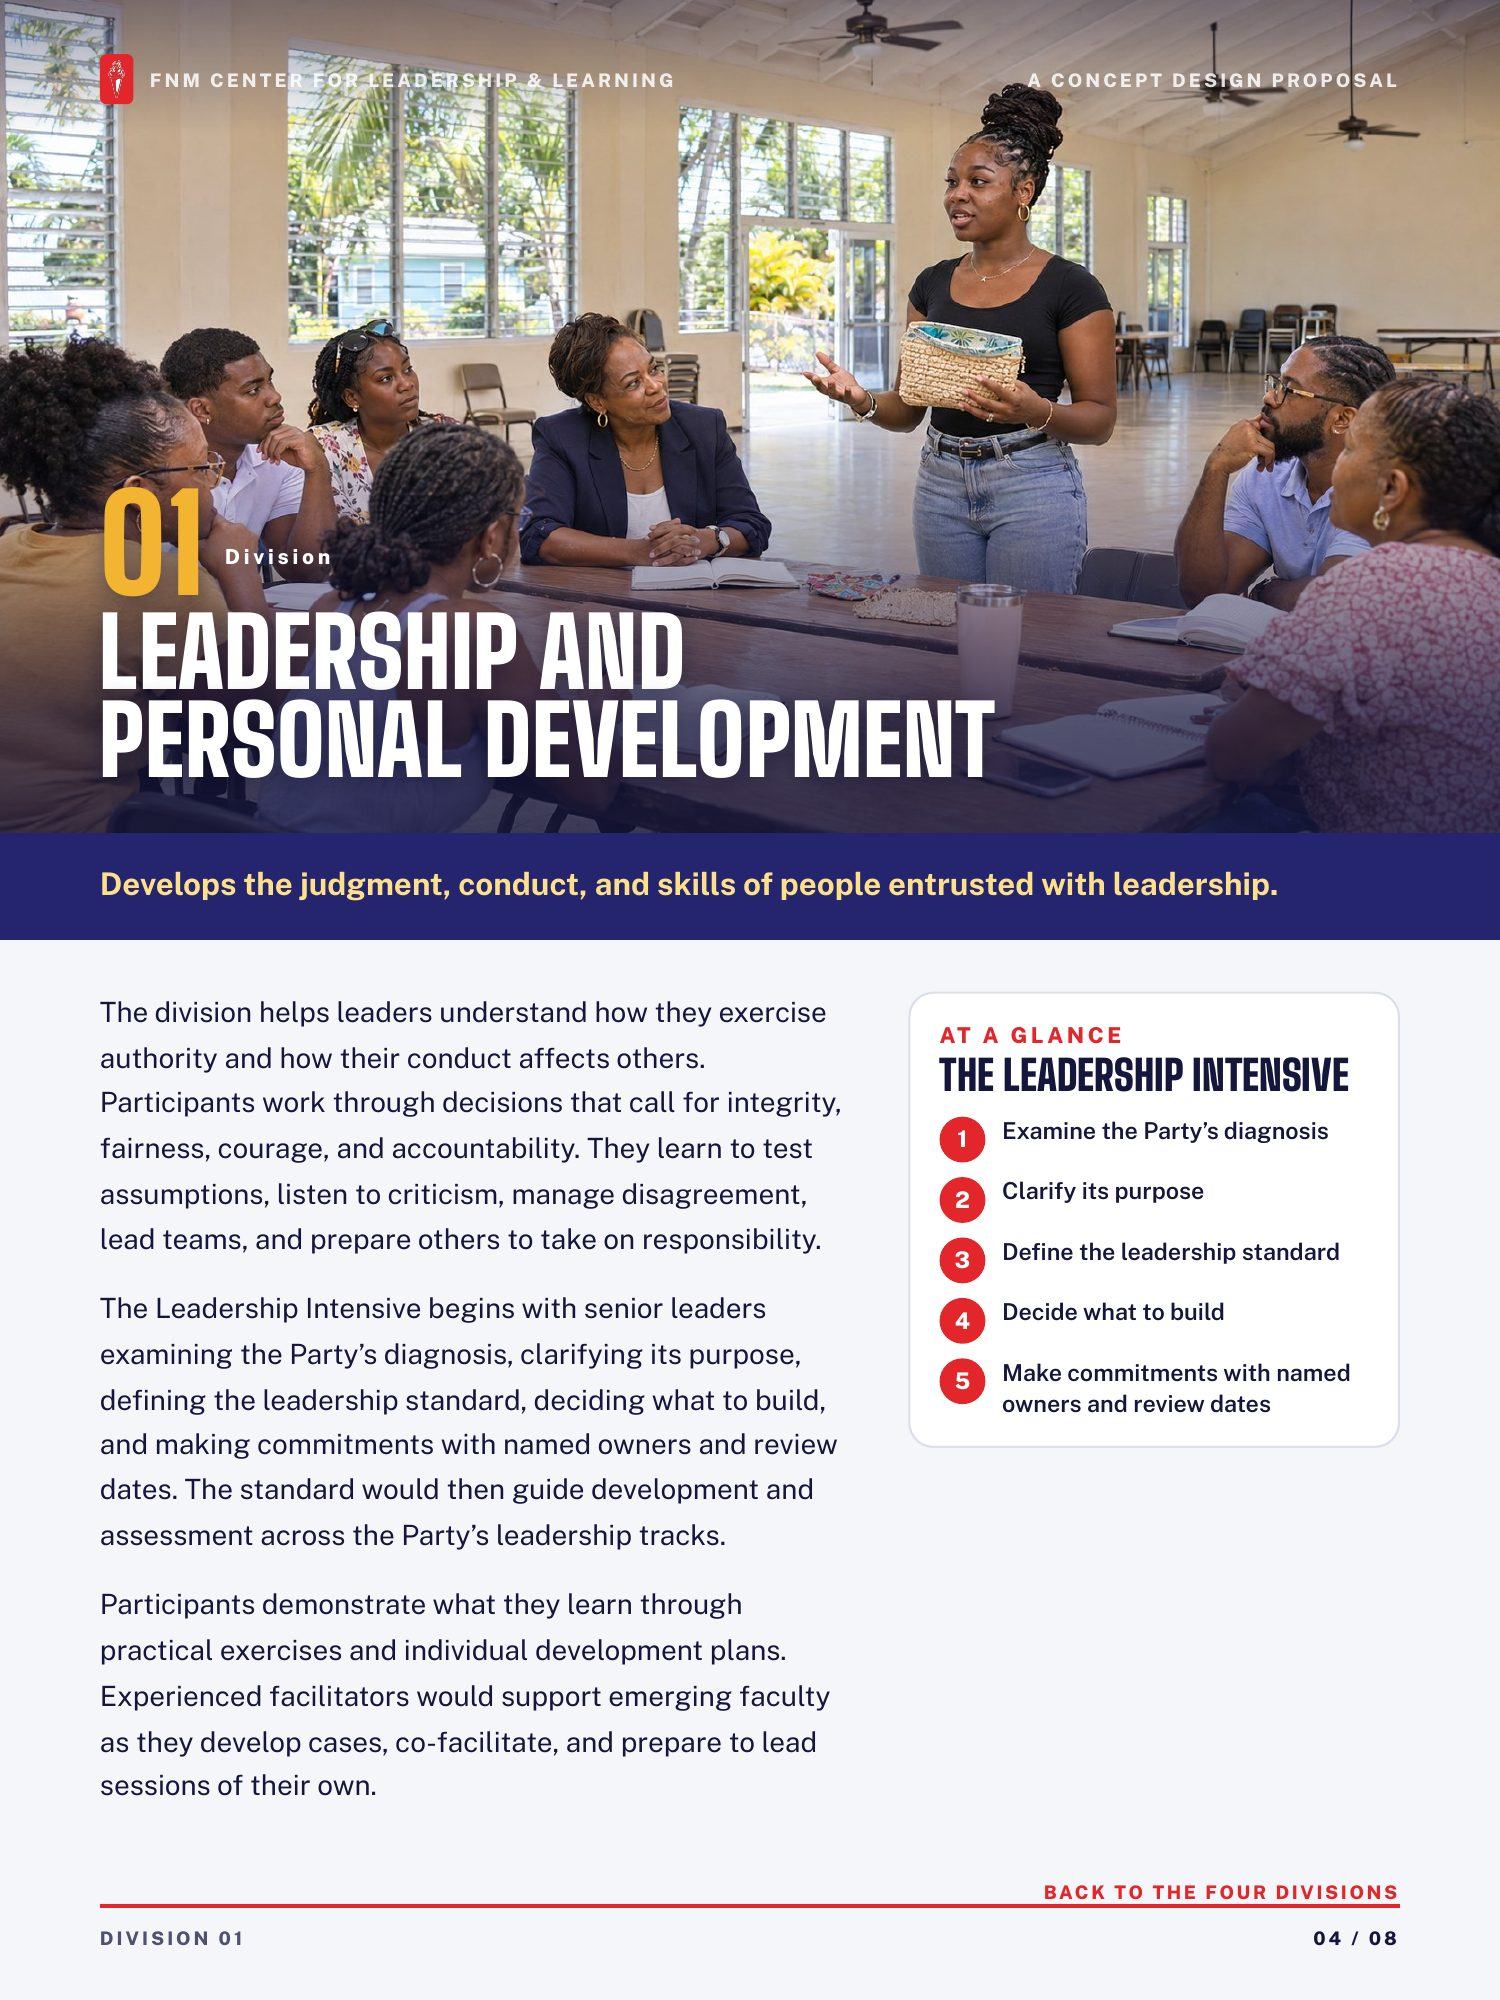 FNM CENTER FOR LEADERSHIP & LEARNING
A CONCEPT DESIGN PROPOSAL
01
Division
LEADERSHIP AND
PERSONAL DEVELOPMENT
Develops the judgment, conduct, and skills of people entrusted with leadership.
The division helps leaders understand how they exercise
authority and how their conduct affects others.
Participants work through decisions that call for integrity,
fairness, courage, and accountability. They learn to test
assumptions, listen to criticism, manage disagreement,
lead teams, and prepare others to take on responsibility.
The Leadership Intensive begins with senior leaders
examining the Party’s diagnosis, clarifying its purpose,
defining the leadership standard, deciding what to build,
and making commitments with named owners and review
dates. The standard would then guide development and
assessment across the Party’s leadership tracks.
Participants demonstrate what they learn through
practical exercises and individual development plans.
Experienced facilitators would support emerging faculty
as they develop cases, co-facilitate, and prepare to lead
sessions of their own.
AT A GLANCE
THE LEADERSHIP INTENSIVE
1 Examine the Party’s diagnosis
2 Clarify its purpose
3 Define the leadership standard
4 Decide what to build
5 Make commitments with named
owners and review dates
BACK TO THE FOUR DIVISIONS
DIVISION 01
04 / 08